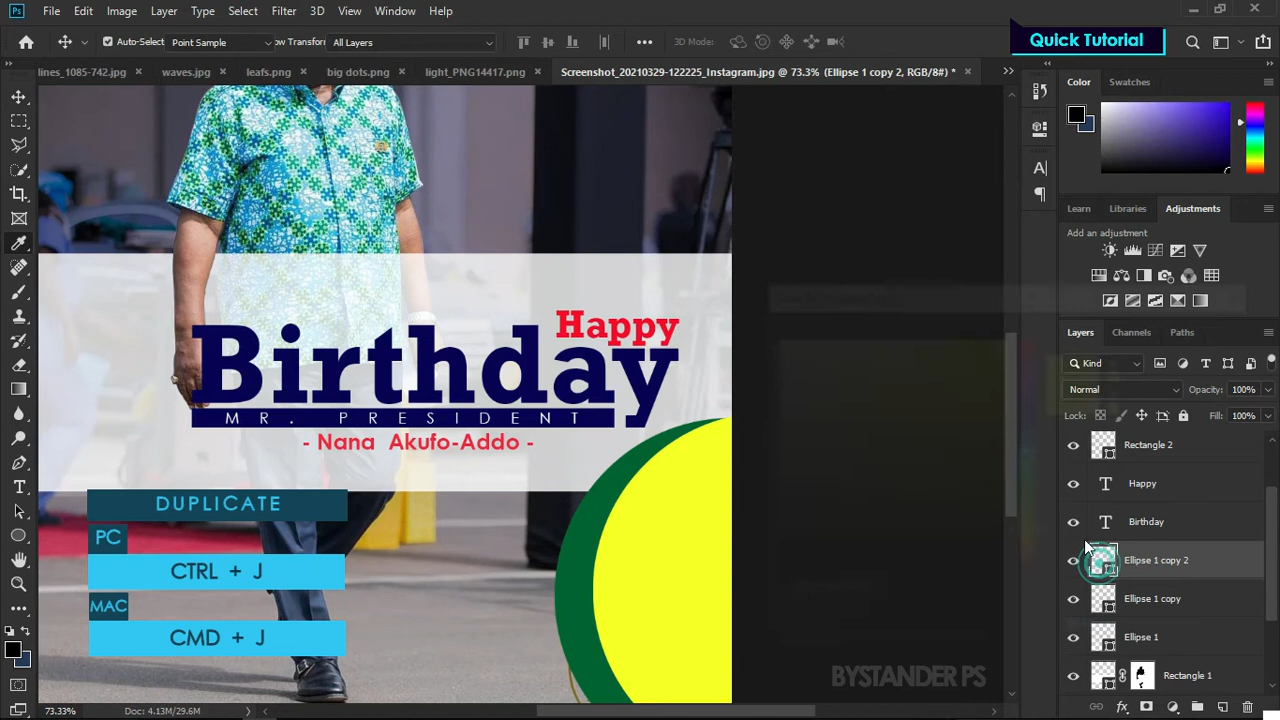 File Edit Image Layer Type Select Filter 3D View Window Help
Quick Tutorial
Auto-Select Point Sample how Transform All Layers 3D Mode:
lines_1085-742.jpg waves.jpg leafs.png big dots.png light_PNG14417.png Screenshot_20210329-122225_Instagram.jpg @ 73.3% (Ellipse 1 copy 2, RGB/8#) *
Color Swatches
Learn Libraries Adjustments
Add an adjustment
Layers Channels Paths
Kind
Normal Opacity: 100%
Lock: Fill: 100%
Rectangle 2
Happy
Birthday
Ellipse 1 copy 2
Ellipse 1 copy
Ellipse 1
Rectangle 1
Happy
Birthday
MR. PRESIDENT
- Nana Akufo-Addo -
DUPLICATE
PC
CTRL + J
MAC
CMD + J
BYSTANDER PS
73.33% Doc: 4.13M/29.6M